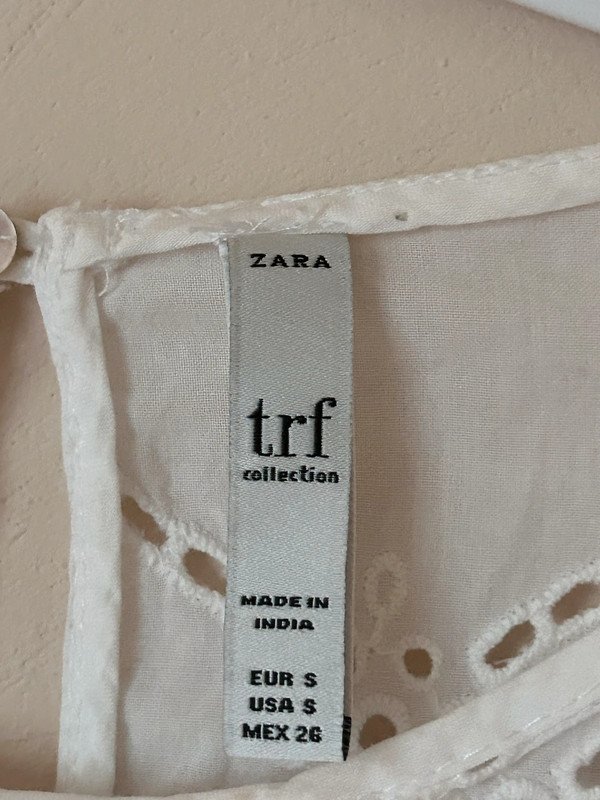 ZARA
trf
collection
MADE IN
INDIA
EUR S
USA S
MEX 26